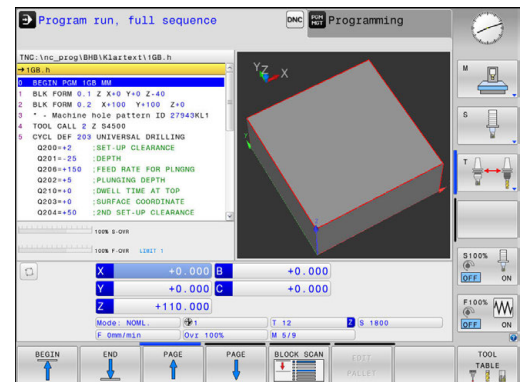 Program run, full sequence
DNC
PGM MGT
Programming
TNC:\nc_prog\BHB\Klartext\1GB.h
→1GB.h
0 BEGIN PGM 1GB MM
1 BLK FORM 0.1 Z X+0 Y+0 Z-40
2 BLK FORM 0.2 X+100 Y+100 Z+0
3 * - Machine hole pattern ID 27943KL1
4 TOOL CALL 2 Z S4500
5 CYCL DEF 203 UNIVERSAL DRILLING
Q200=+2 ;SET-UP CLEARANCE
Q201=-25 ;DEPTH
Q206=+150 ;FEED RATE FOR PLNGNG
Q202=+5 ;PLUNGING DEPTH
Q210=+0 ;DWELL TIME AT TOP
Q203=+0 ;SURFACE COORDINATE
Q204=+50 ;2ND SET-UP CLEARANCE
Y Z X
Y
Z
X
100% S-OVR
100% F-OVR LIMIT 1
X +0.000 B +0.000
Y +0.000 C +0.000
Z +110.000
Mode: NOML. 1 T 12 Z S 1800
F 0mm/min Ovr 100% M 5/9
M
S
T
S100%
OFF ON
F100%
OFF ON
BEGIN
END
PAGE
PAGE
BLOCK SCAN
EDIT PALLET
TOOL TABLE